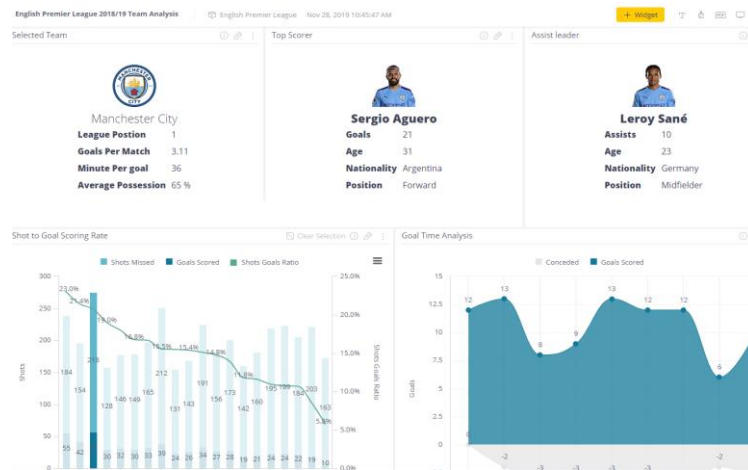 English Premier League 2018/19 Team Analysis
English Premier League Nov 28, 2019 10:45:47 AM
+ Widget
Selected Team
Top Scorer
Assist leader
MANCHESTER
CITY
Manchester City
League Postion 1
Goals Per Match 3.11
Minute Per goal 36
Average Possession 65 %
Sergio Aguero
Goals 21
Age 31
Nationality Argentina
Position Forward
Leroy Sané
Assists 10
Age 23
Nationality Germany
Position Midfielder
Shot to Goal Scoring Rate
Clear Selection
Shots Missed Goals Scored Shots Goals Ratio
300
250
200
150
100
50
0
Shots
25.0%
20.0%
15.0%
10.0%
5.0%
0.0%
Shots Goals Ratio
23.0%
21.4%
19.0%
16.8%
15.5%
15.4%
14.8%
11.8%
5.8%
184
154
218
128
146
149
165
212
131
143
191
156
173
142
160
195
199
184
203
163
55
42
30
32
30
33
39
24
26
34
27
28
19
21
24
24
22
19
10
Goal Time Analysis
Conceded Goals Scored
15
12.5
10
7.5
5
2.5
0
Goals
12
13
8
9
13
12
12
6
-2
-3
-3
-3
-3
-2